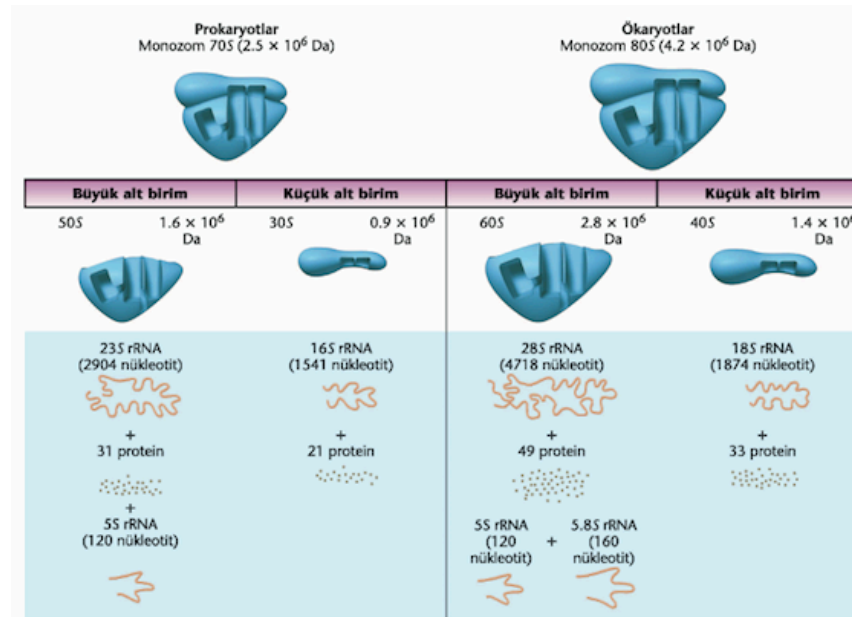 Prokaryotlar
Monozom 70S (2.5 × 10⁶ Da)
Ökaryotlar
Monozom 80S (4.2 × 10⁶ Da)
Büyük alt birim
Küçük alt birim
Büyük alt birim
Küçük alt birim
50S 1.6 × 10⁶
Da
30S 0.9 × 10⁶
Da
60S 2.8 × 10⁶
Da
40S 1.4 × 10⁶
Da
23S rRNA
(2904 nükleotit)
+
31 protein
+
5S rRNA
(120 nükleotit)
16S rRNA
(1541 nükleotit)
+
21 protein
28S rRNA
(4718 nükleotit)
+
49 protein
5S rRNA
(120
nükleotit)
+
5.8S rRNA
(160
nükleotit)
18S rRNA
(1874 nükleotit)
+
33 protein